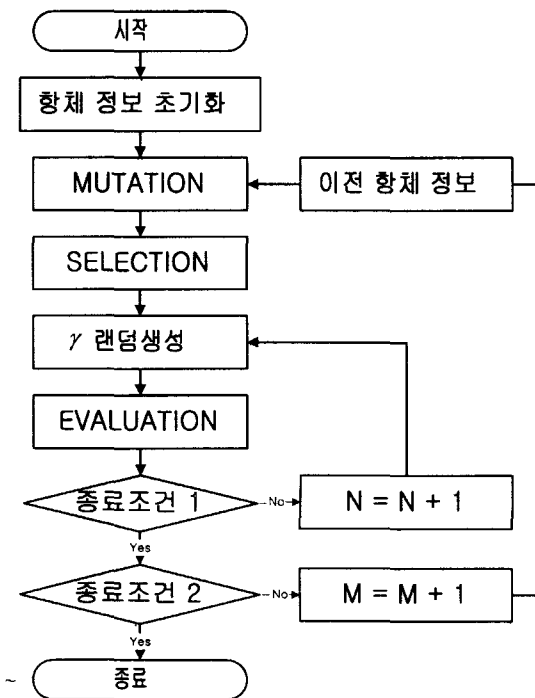 시작
항체 정보 초기화
MUTATION
이전 항체 정보
SELECTION
γ 랜덤생성
EVALUATION
종료조건 1
No
N = N + 1
Yes
종료조건 2
No
M = M + 1
Yes
~
종료